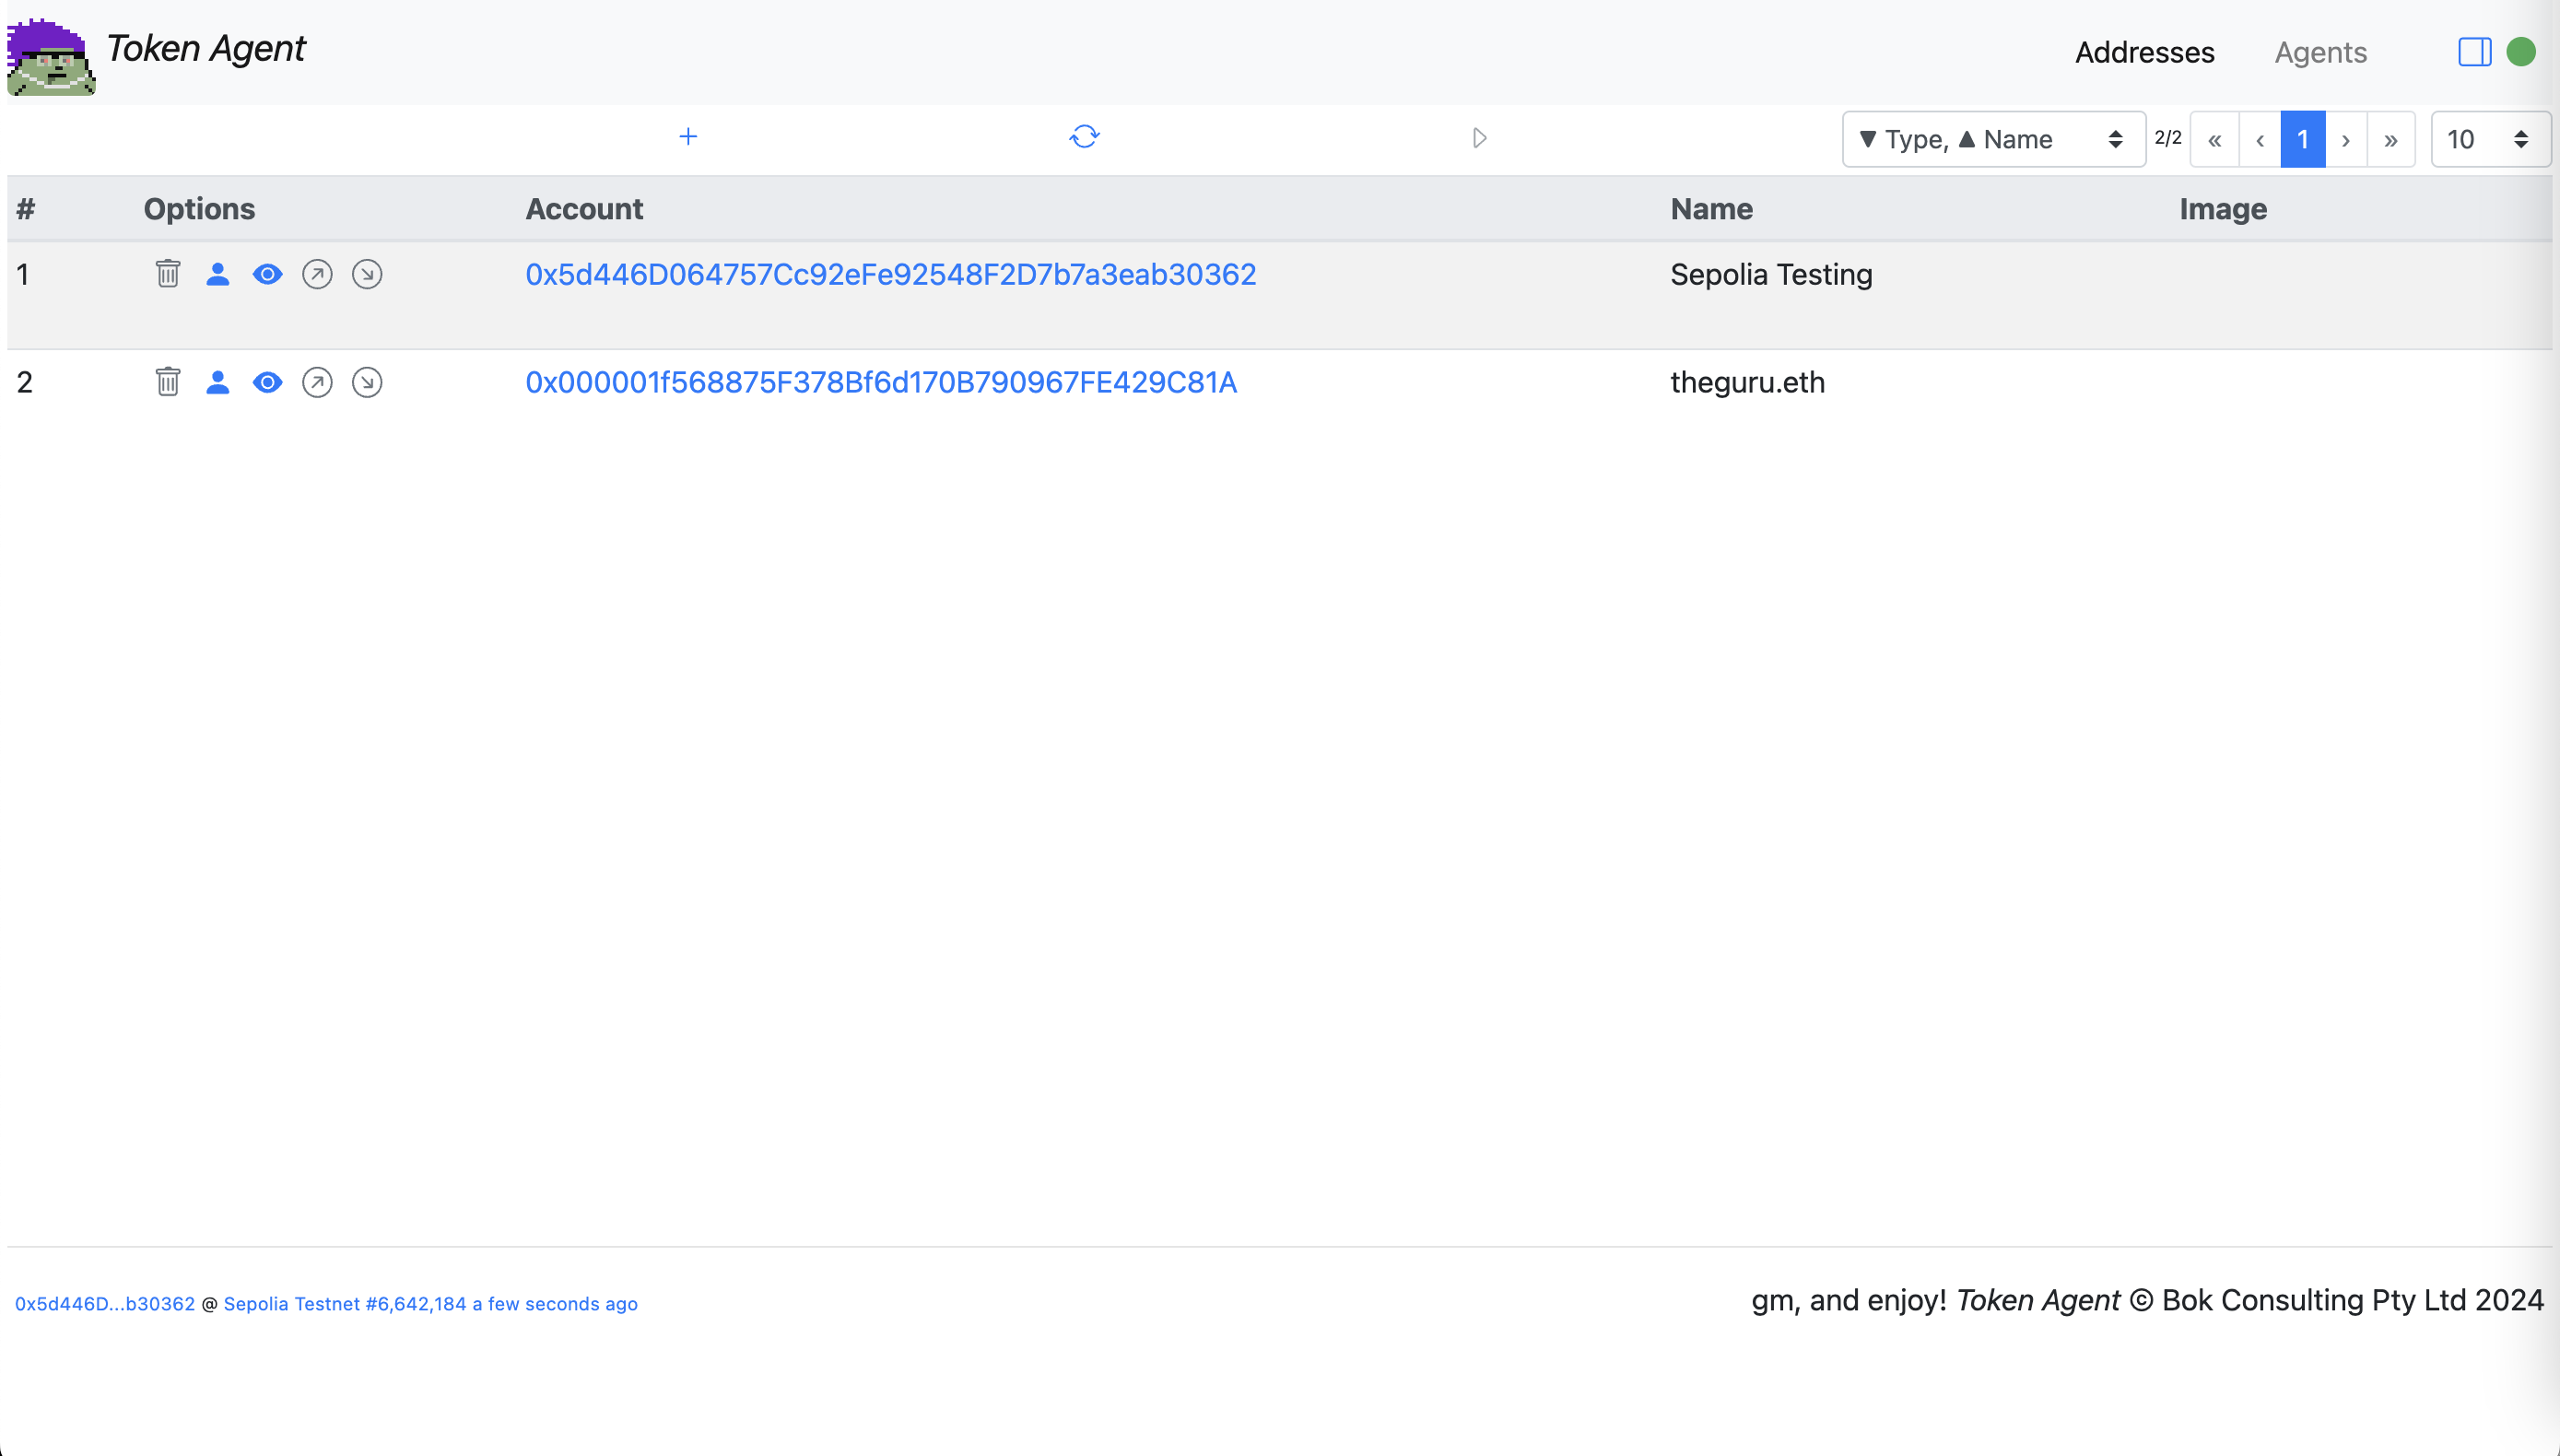 Token Agent
Addresses Agents
▼ Type, ▲ Name 2/2 « ‹ 1 › » 10
# Options Account Name Image
1 0x5d446D064757Cc92eFe92548F2D7b7a3eab30362 Sepolia Testing
2 0x000001f568875F378Bf6d170B790967FE429C81A theguru.eth
0x5d446D...b30362 @ Sepolia Testnet #6,642,184 a few seconds ago
gm, and enjoy! Token Agent © Bok Consulting Pty Ltd 2024